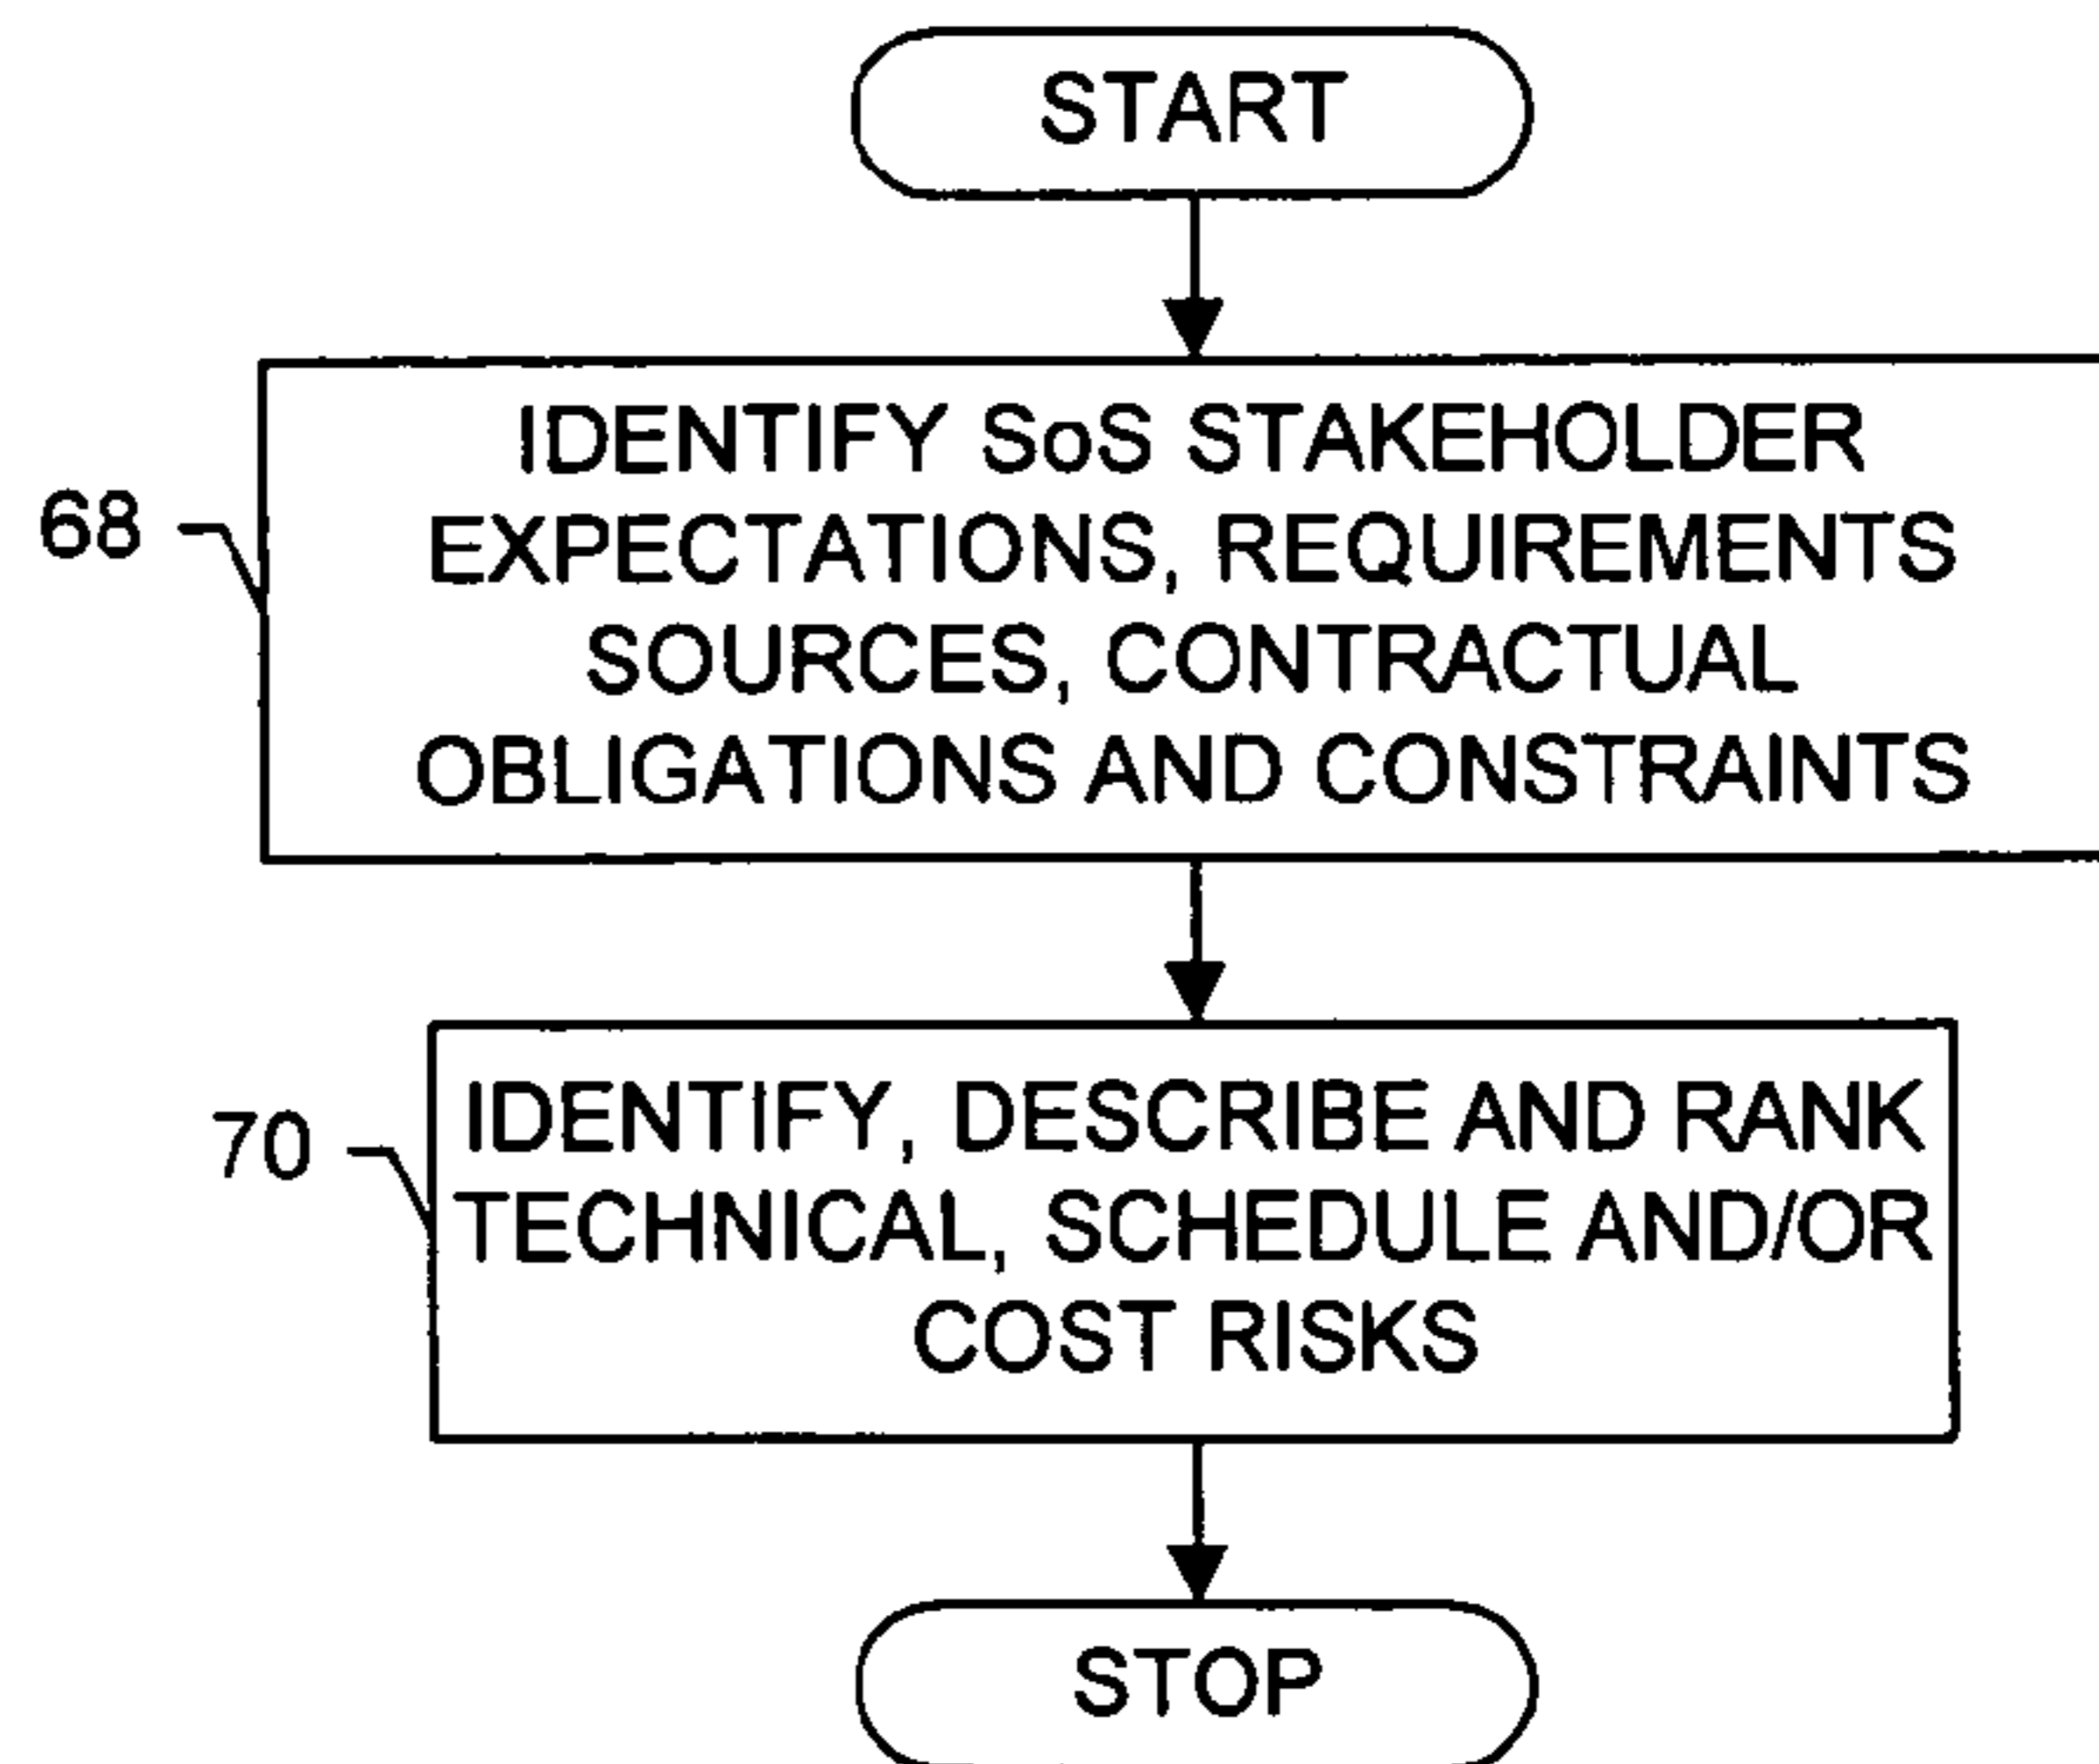 START
68
IDENTIFY SoS STAKEHOLDER
EXPECTATIONS, REQUIREMENTS
SOURCES, CONTRACTUAL
OBLIGATIONS AND CONSTRAINTS
70
IDENTIFY, DESCRIBE AND RANK
TECHNICAL, SCHEDULE AND/OR
COST RISKS
STOP